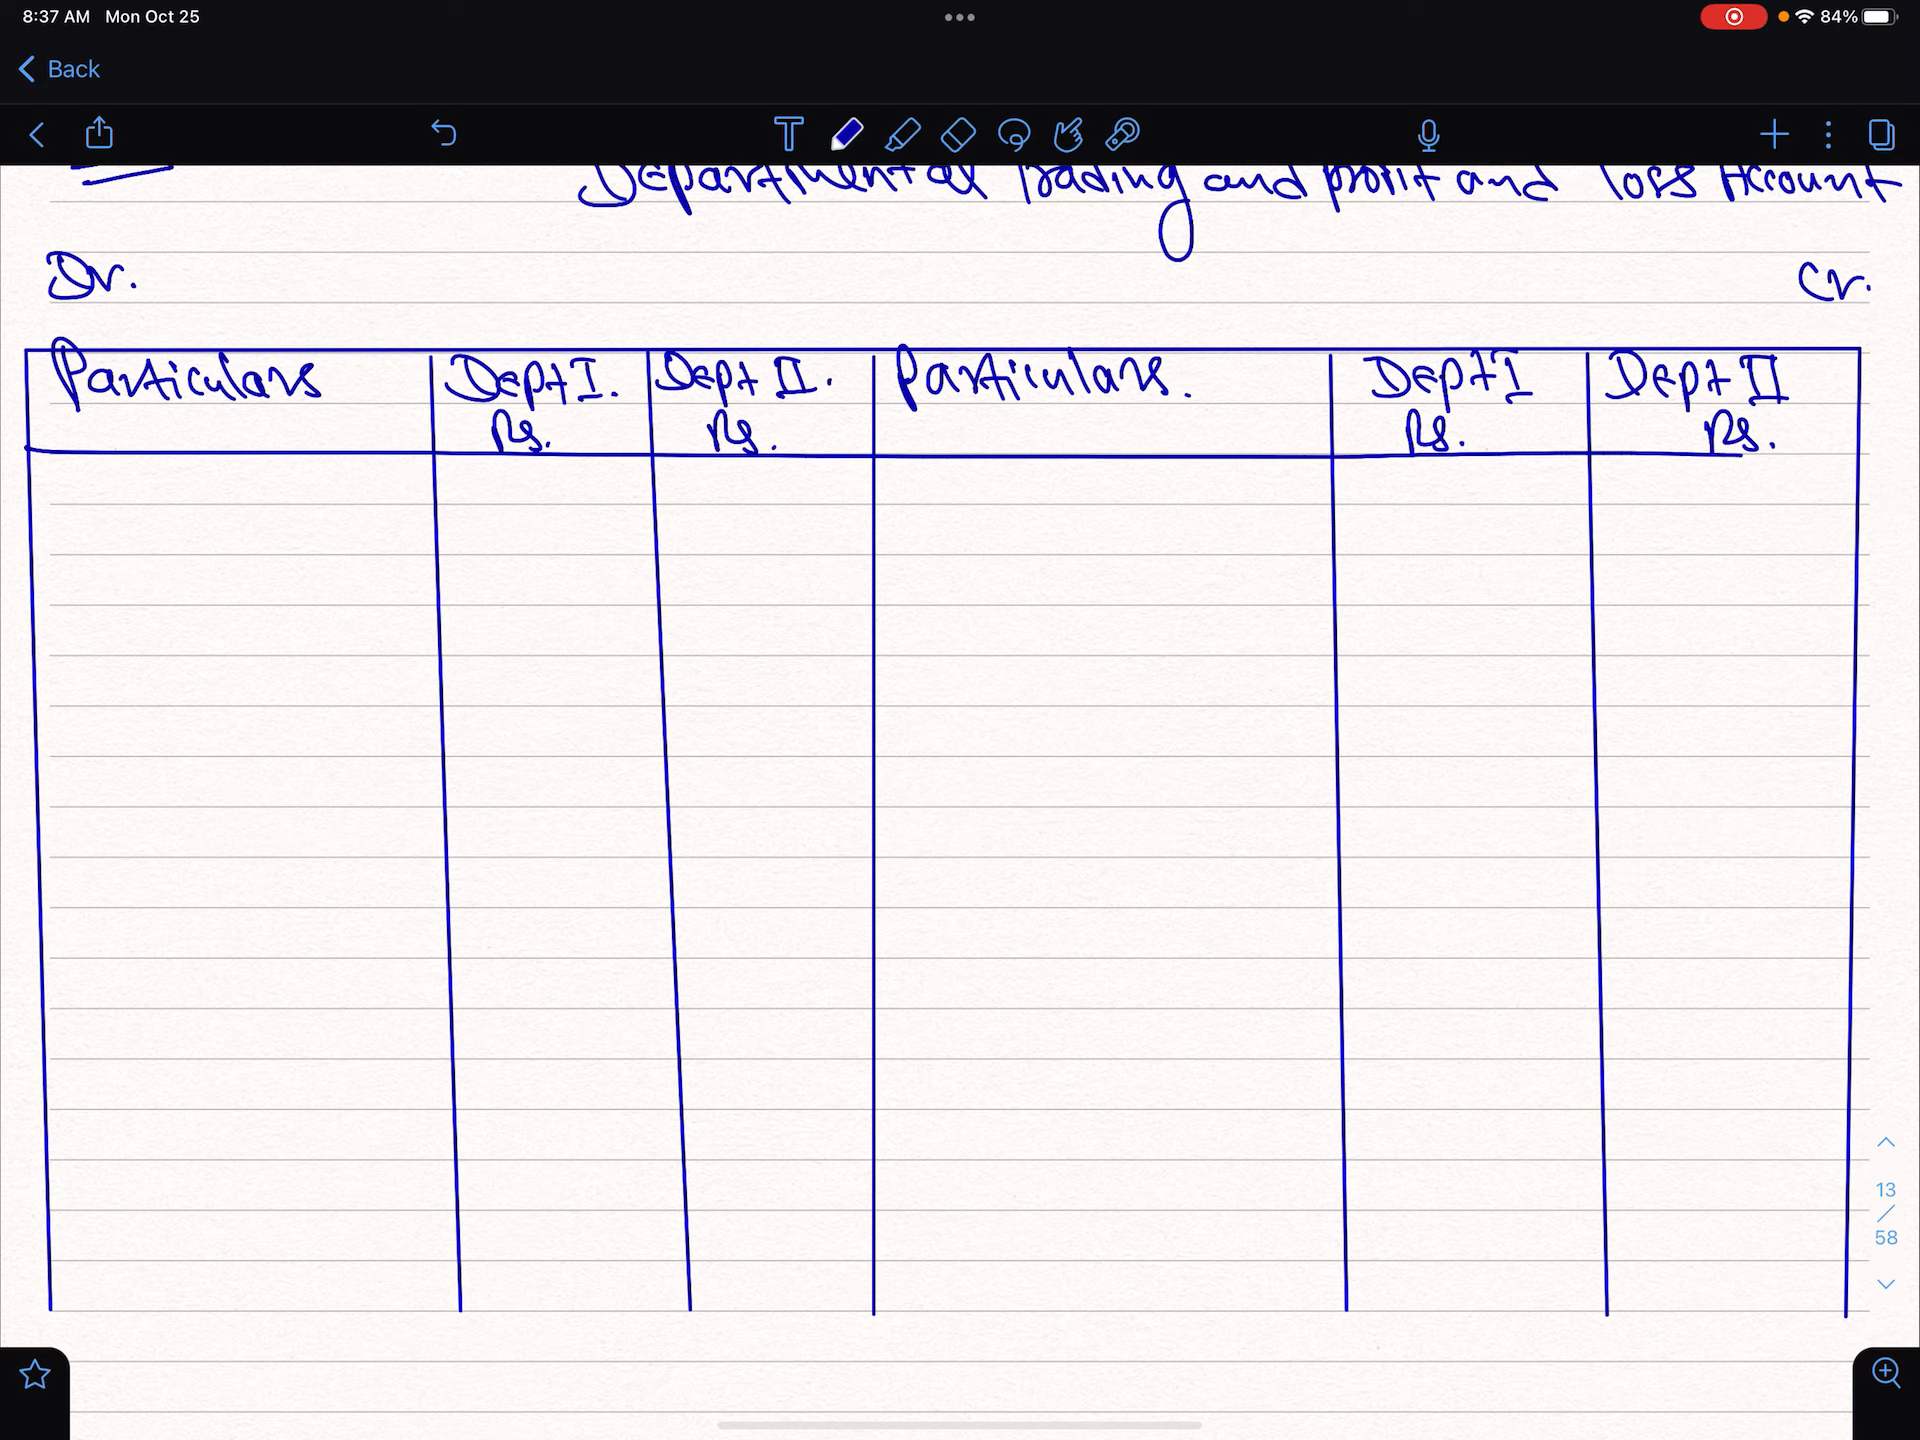 8:37 AM Mon Oct 25
84%
Back
Departmental Trading and profit and loss Account
Dr.
Cr.
Particulars Dept I. Dept II. Particulars. Dept I Dept II
Rs. Rs. Rs. Rs.
13
/
58